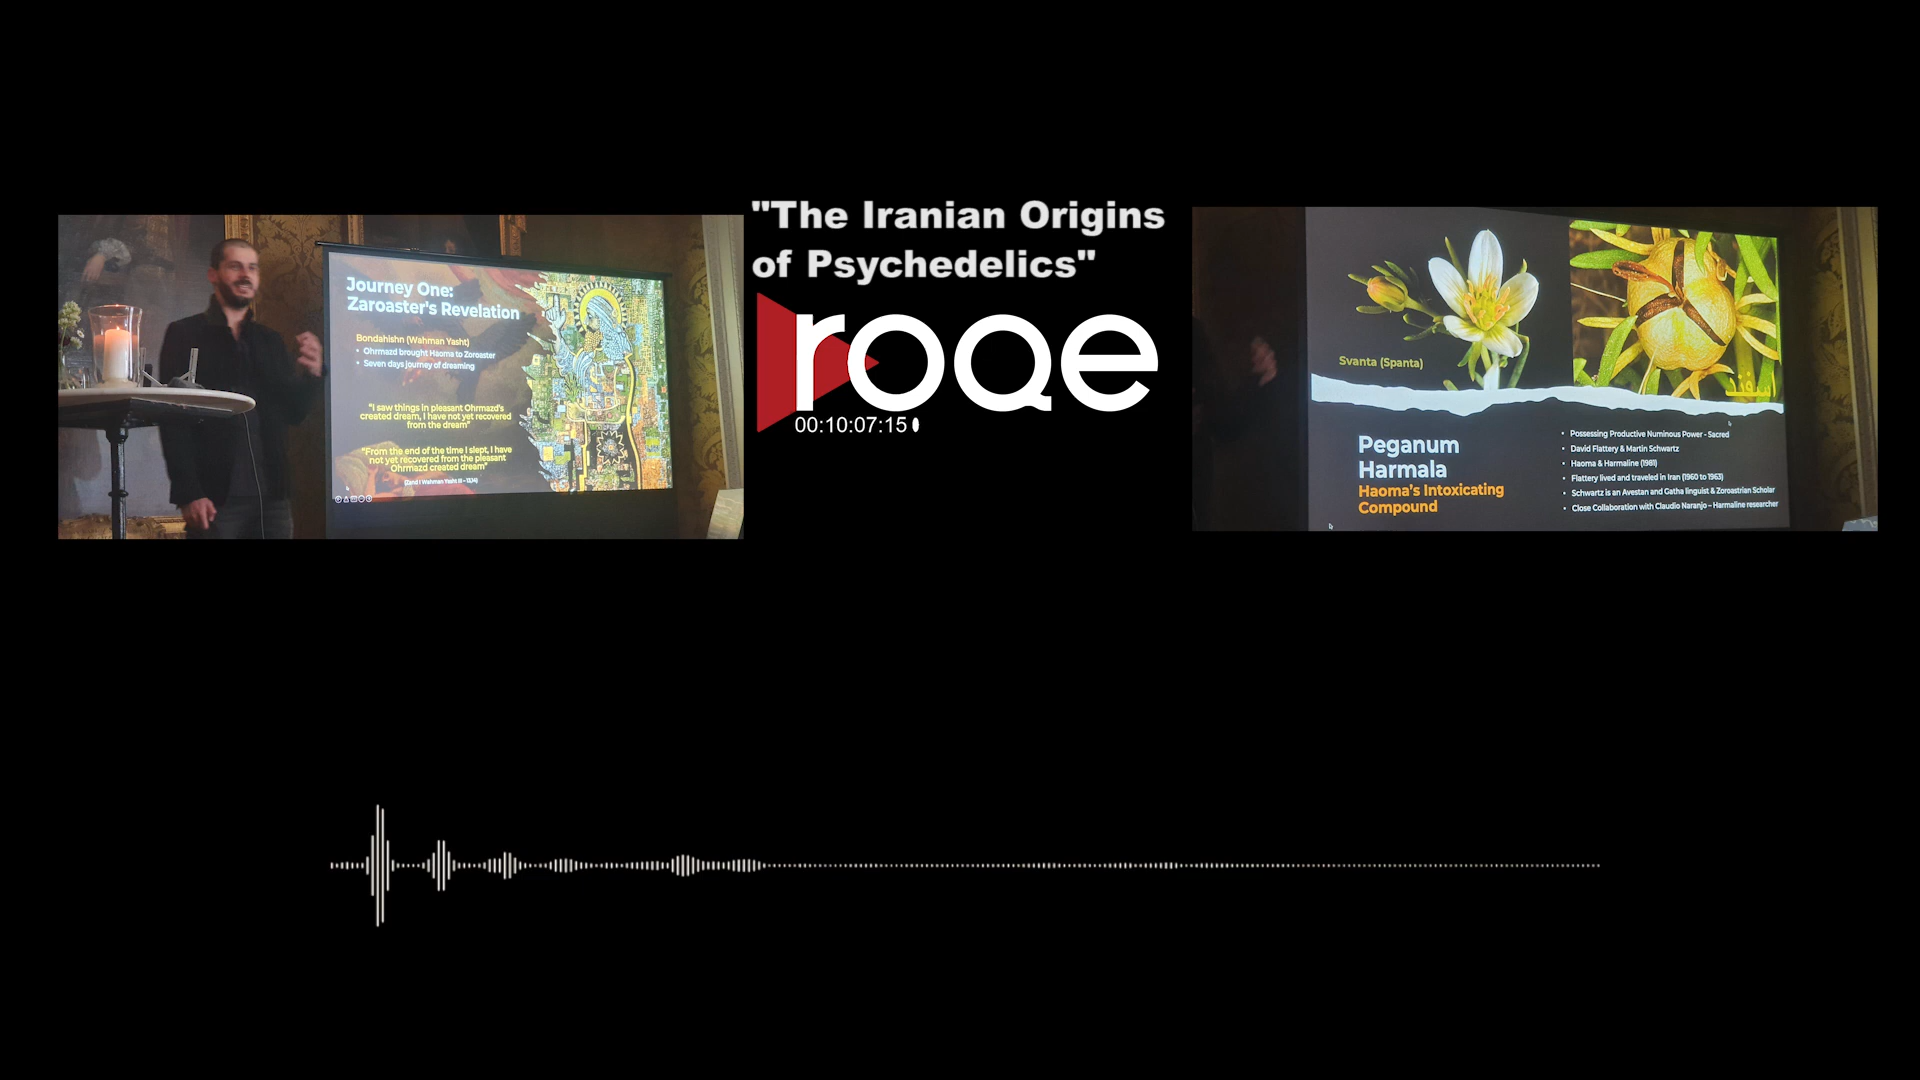 "The Iranian Origins
of Psychedelics"
roqe
00:10:07:15
Journey One:
Zaroaster's Revelation
Bondahishn (Wahman Yasht)
• Ohrmazd brought Haoma to Zoroaster
• Seven days journey of dreaming
"I saw things in pleasant Ohrmazd's
created dream, I have not yet recovered
from the dream"
"From the end of the time I slept, I have
not yet recovered from the pleasant
Ohrmazd created dream"
Svanta (Spanta)
اسفند
Peganum
Harmala
Haoma's Intoxicating
Compound
• Possessing Productive Numinous Power - Sacred
• David Flattery & Martin Schwartz
• Haoma & Harmaline (1981)
• Flattery lived and traveled in Iran (1960 to 1963)
• Schwartz is an Avestan and Gatha linguist & Zoroastrian Scholar
• Close Collaboration with Claudio Naranjo – Harmaline researcher